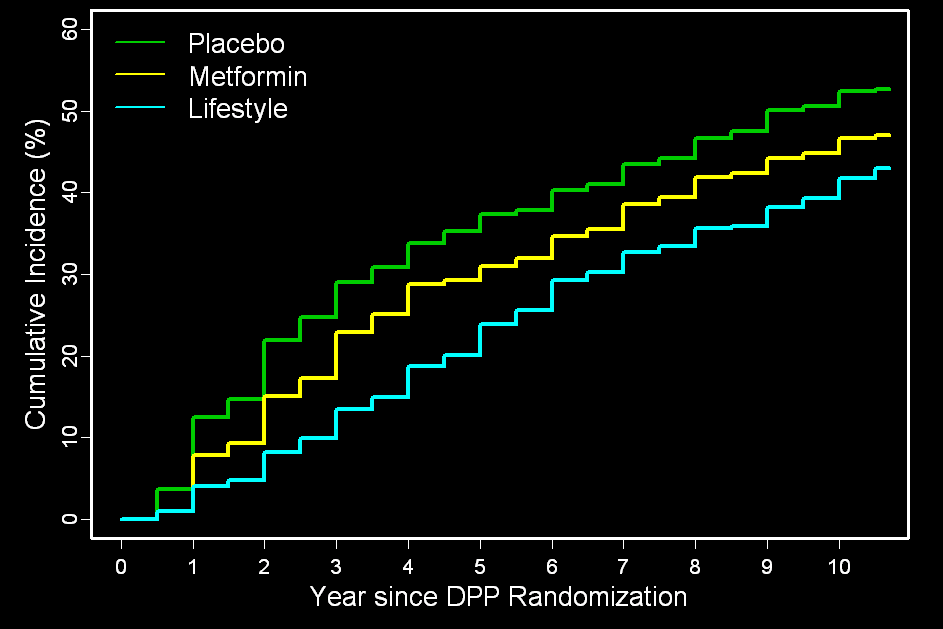 Placebo
Metformin
Lifestyle
Cumulative Incidence (%)
60
50
40
30
20
10
0
0 1 2 3 4 5 6 7 8 9 10
Year since DPP Randomization